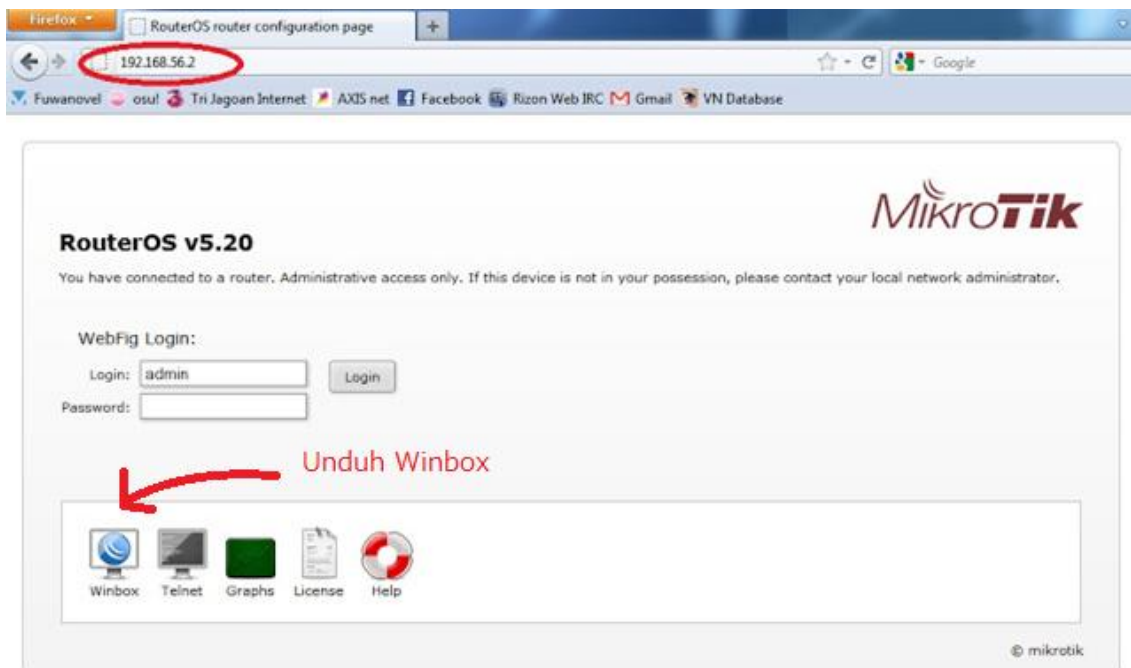 Firefox
RouterOS router configuration page
+
192.168.56.2
Google
Fuwanovel osu! Tri Jagoan Internet AXIS net Facebook Rizon Web IRC Gmail VN Database
MikroTik
RouterOS v5.20
You have connected to a router. Administrative access only. If this device is not in your possession, please contact your local network administrator.
WebFig Login:
Login: admin Login
Password:
Unduh Winbox
Winbox Telnet Graphs License Help
© mikrotik